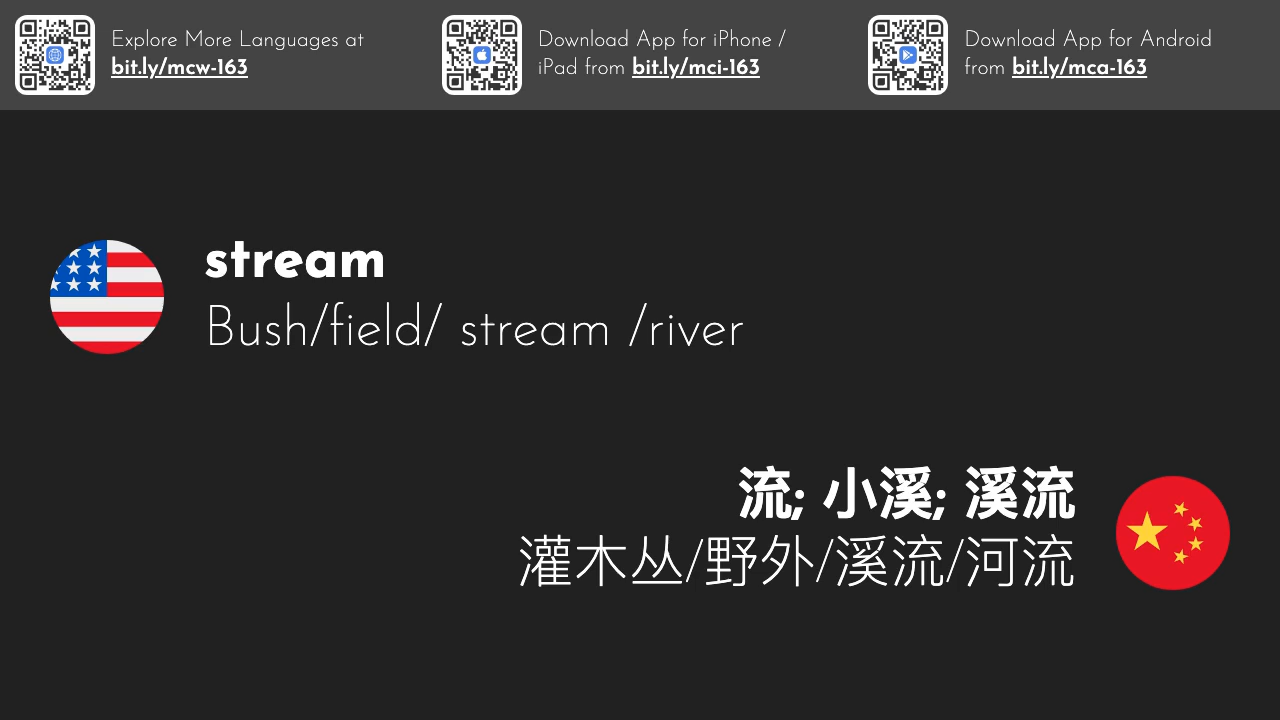 Explore More Languages at
bit.ly/mcw-163
Download App for iPhone /
iPad from bit.ly/mci-163
Download App for Android
from bit.ly/mca-163
stream
Bush/field/ stream /river
流; 小溪; 溪流
灌木丛/野外/溪流/河流